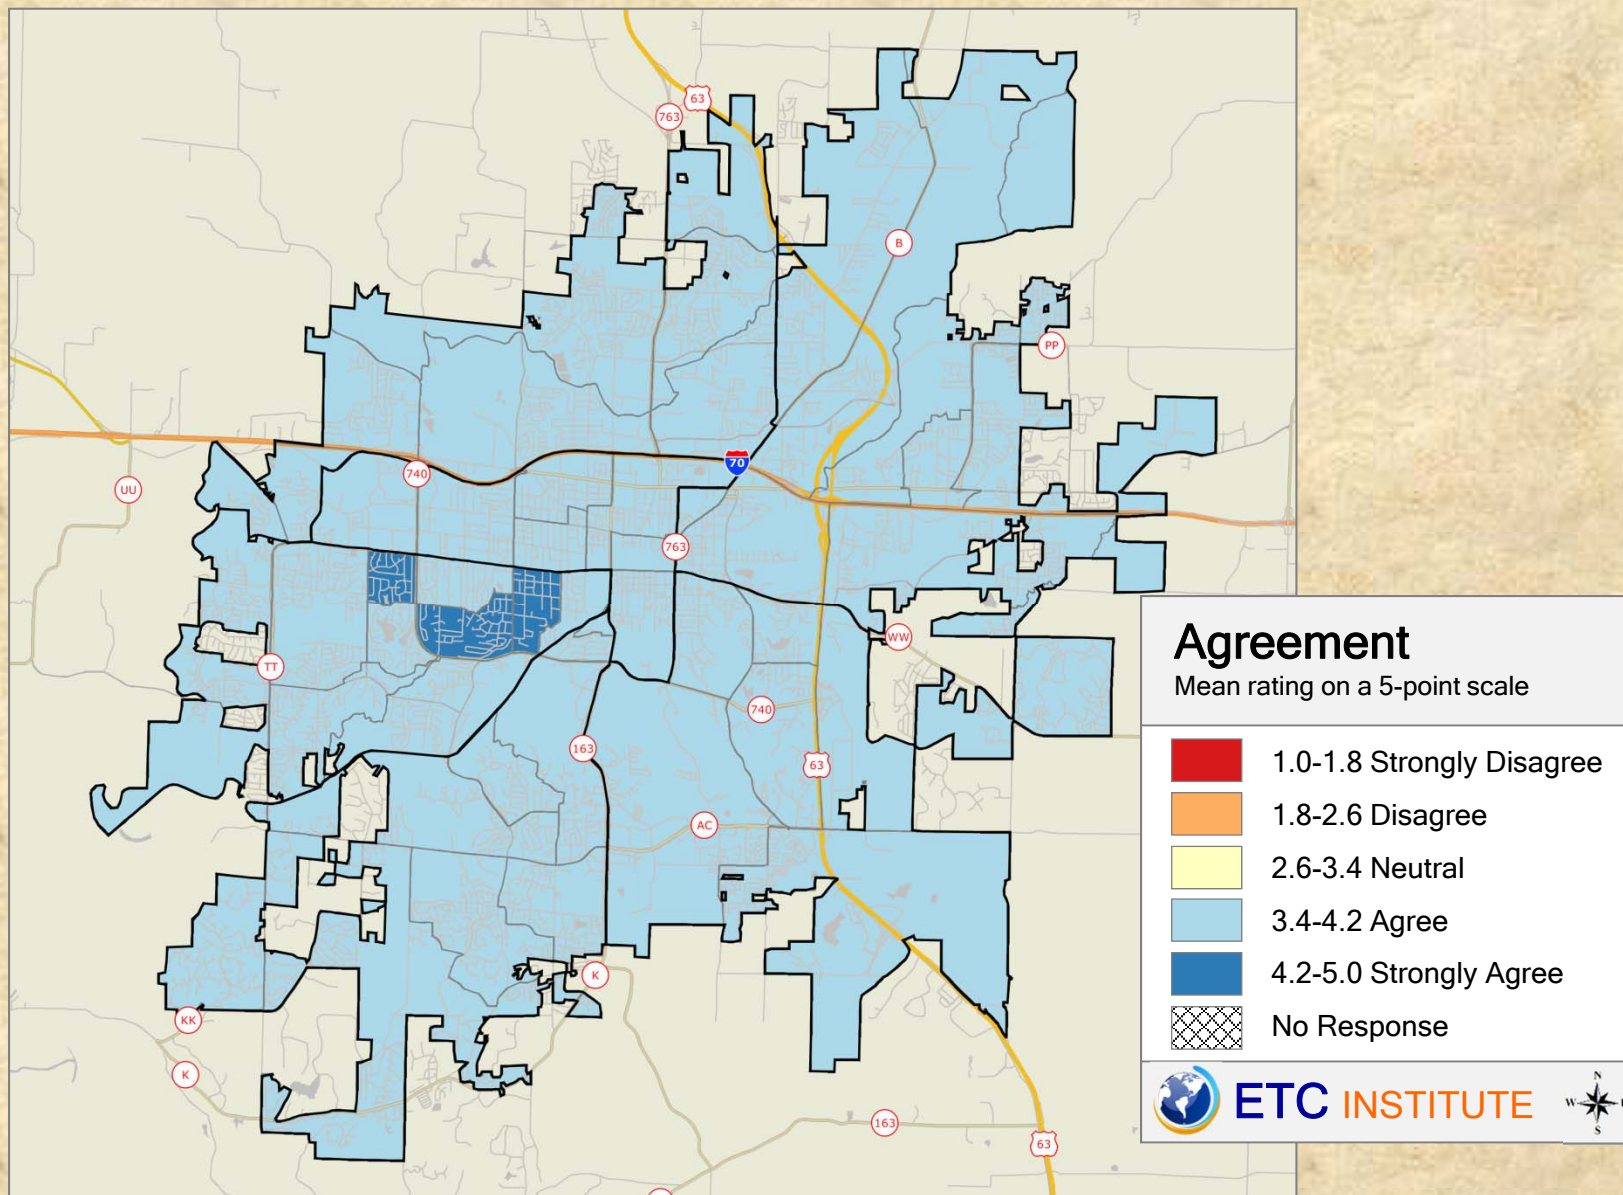 63
763
B
PP
70
740
UU
763
WW
TT
740
163
63
AC
K
KK
K
163
63
Agreement
Mean rating on a 5-point scale
1.0-1.8 Strongly Disagree
1.8-2.6 Disagree
2.6-3.4 Neutral
3.4-4.2 Agree
4.2-5.0 Strongly Agree
No Response
ETC INSTITUTE
N
W
S